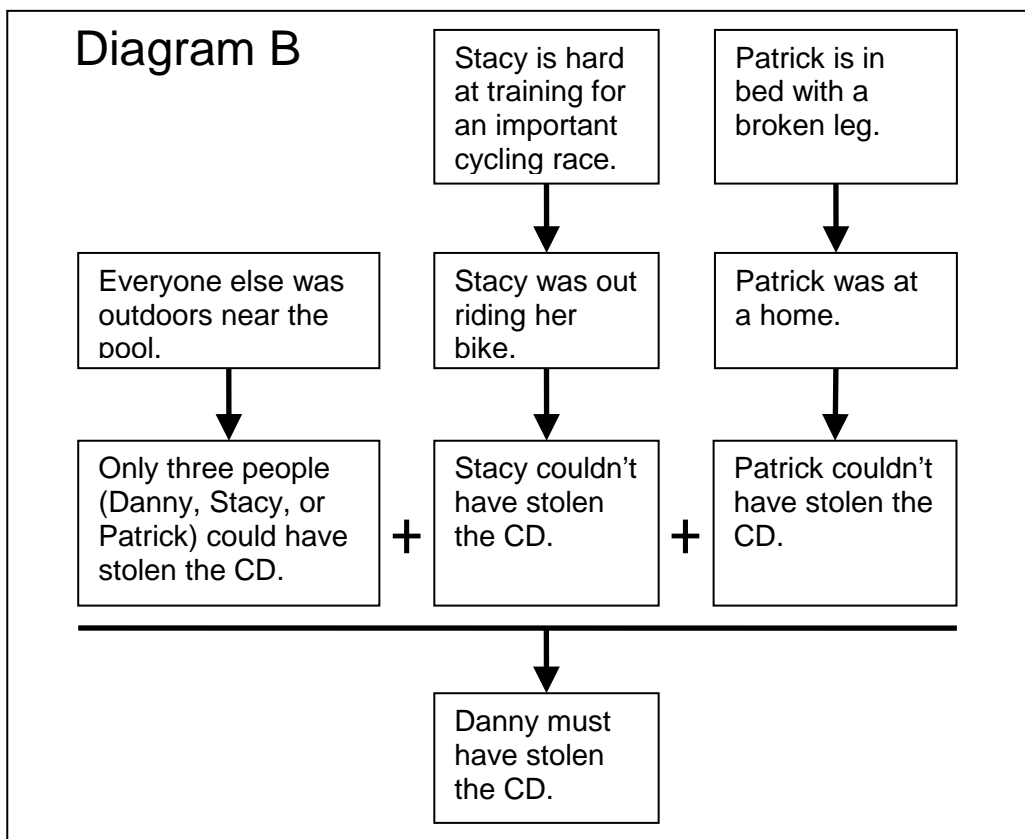 Diagram B
Stacy is hard
at training for
an important
cycling race.
Patrick is in
bed with a
broken leg.
Everyone else was
outdoors near the
pool.
Stacy was out
riding her
bike.
Patrick was at
a home.
Only three people
(Danny, Stacy, or
Patrick) could have
stolen the CD.
+
Stacy couldn’t
have stolen
the CD.
+
Patrick couldn’t
have stolen the
CD.
Danny must
have stolen
the CD.